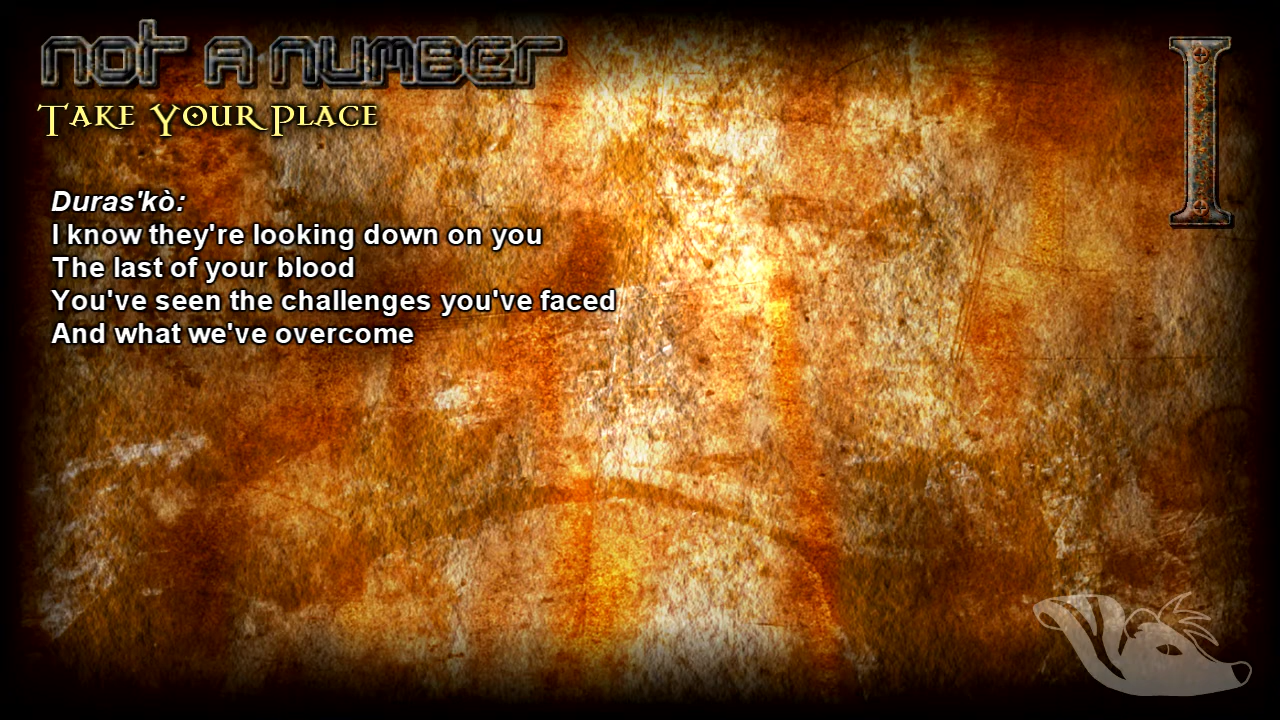 not a number
I
Take Your Place
Duras'kò:
I know they're looking down on you
The last of your blood
You've seen the challenges you've faced
And what we've overcome